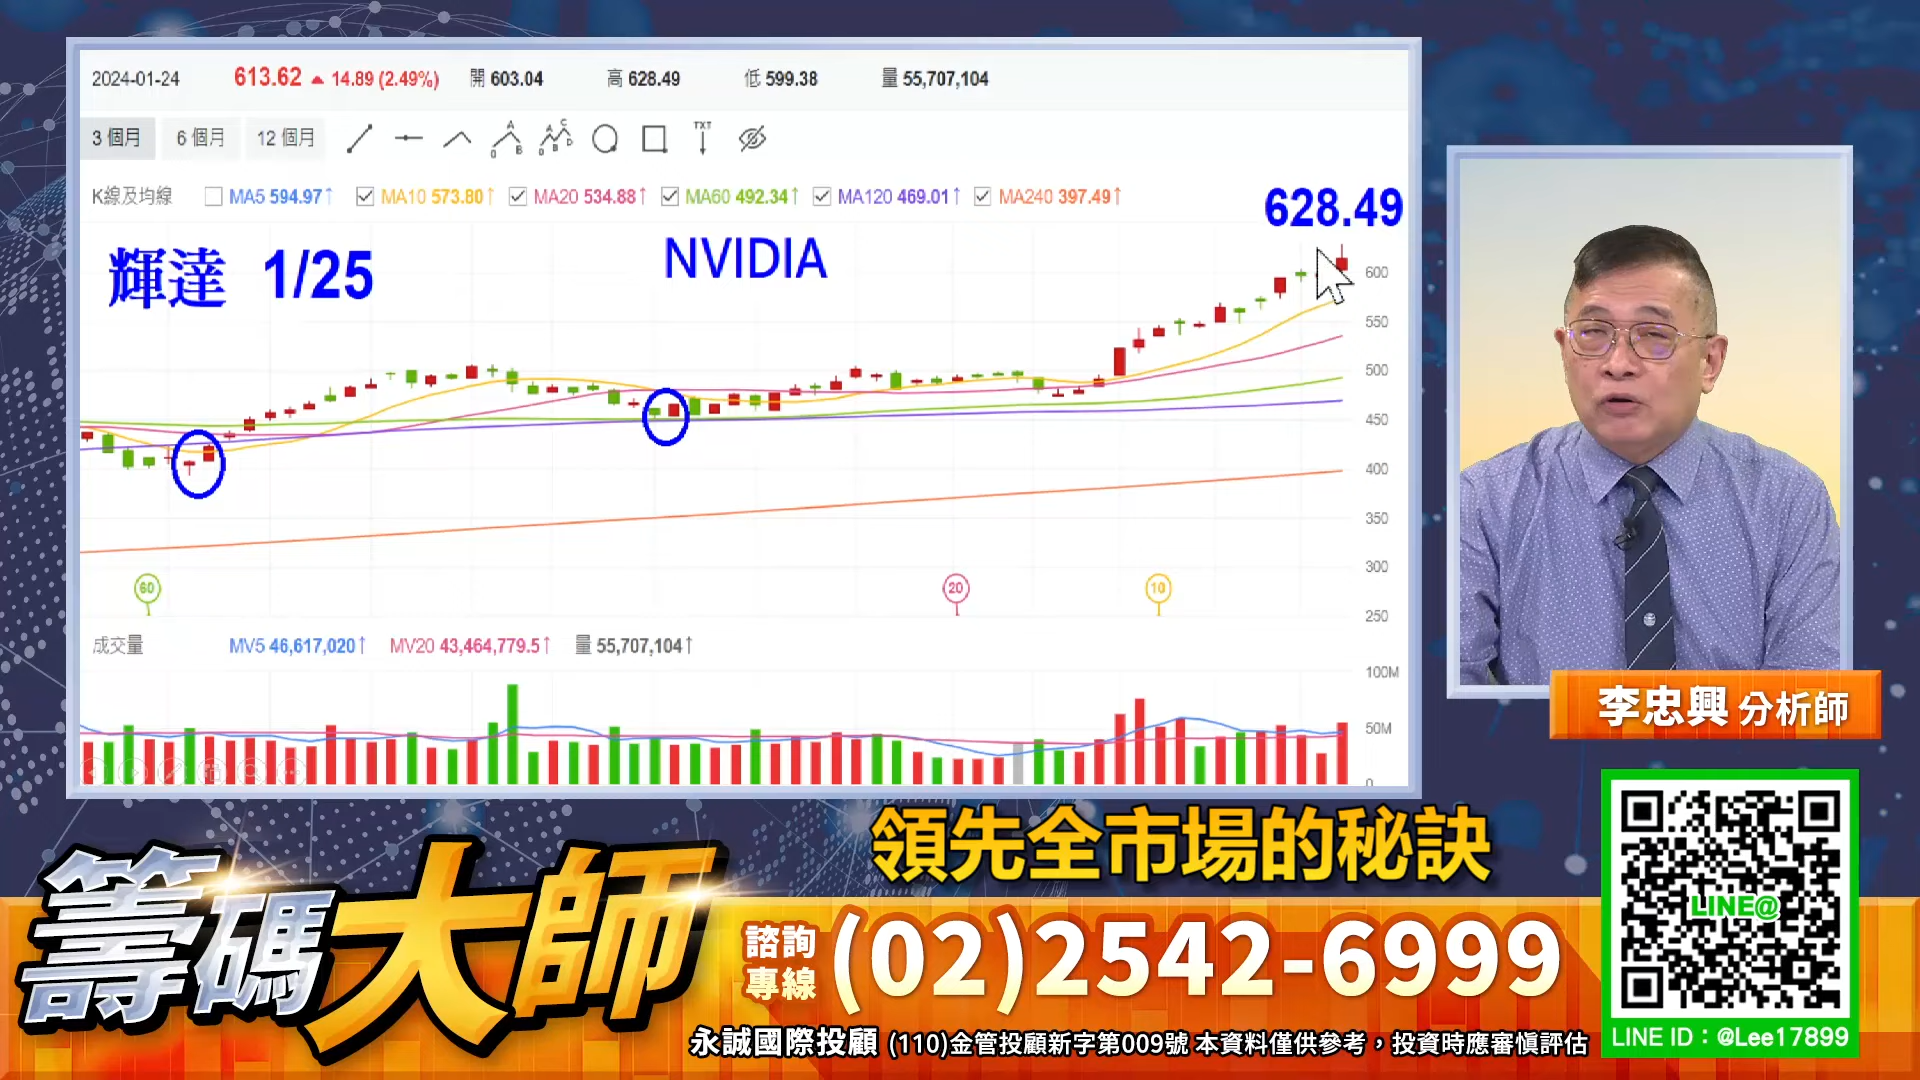 2024-01-24 613.62 ▲ 14.89 (2.49%) 開 603.04 高 628.49 低 599.38 量 55,707,104
3 個月 6 個月 12 個月 A 0 B A C 0 B D TXT
K線及均線 MA5 594.97↑ MA10 573.80↑ MA20 534.88↑ MA60 492.34↑ MA120 469.01↑ MA240 397.49↑
628.49
輝達 1/25
NVIDIA
600
550
500
450
400
350
300
250
60 20 10
成交量 MV5 46,617,020↑ MV20 43,464,779.5↑ 量 55,707,104↑
100M
50M
0
李忠興 分析師
領先全市場的秘訣
籌碼大師
諮詢專線 (02)2542-6999
永誠國際投顧 (110)金管投顧新字第009號 本資料僅供參考，投資時應審慎評估
LINE@
LINE ID：@Lee17899